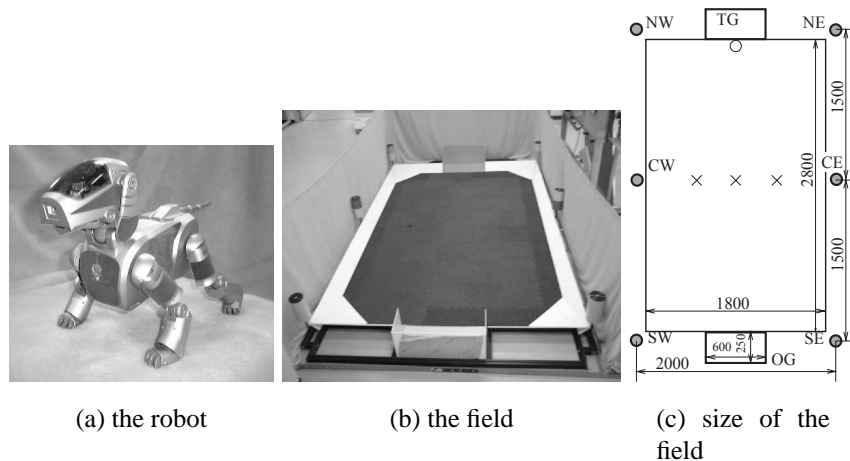 NW
TG
NE
1500
CW
CE
2800
1500
1800
SW
600
250
SE
OG
2000
(a) the robot
(b) the field
(c) size of the
field